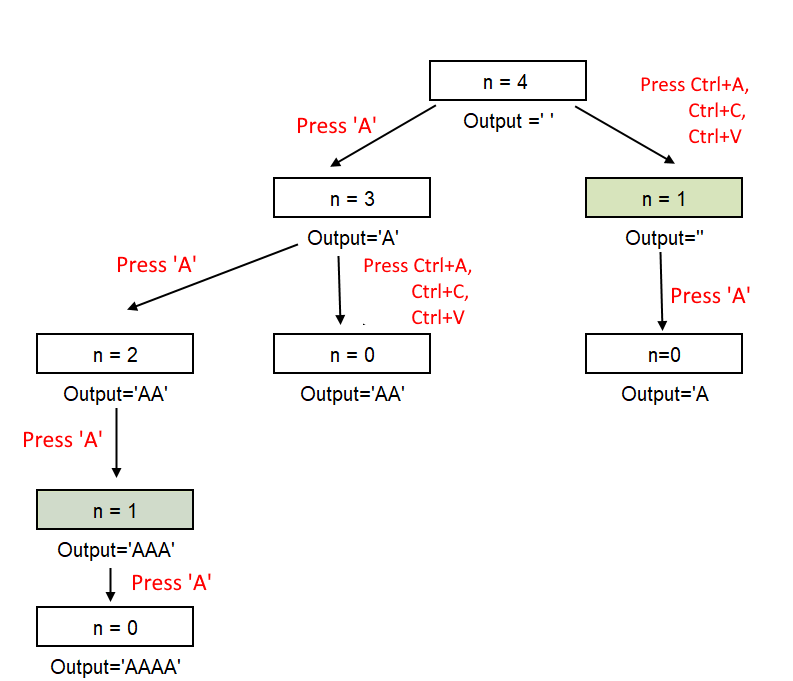 n = 4
Press Ctrl+A,
Ctrl+C,
Ctrl+V
Press 'A'
Output =' '
n = 3
n = 1
Output='A'
Output=''
Press 'A'
Press Ctrl+A,
Ctrl+C,
Ctrl+V
Press 'A'
n = 2
n = 0
n=0
Output='AA'
Output='AA'
Output='A
Press 'A'
n = 1
Output='AAA'
Press 'A'
n = 0
Output='AAAA'